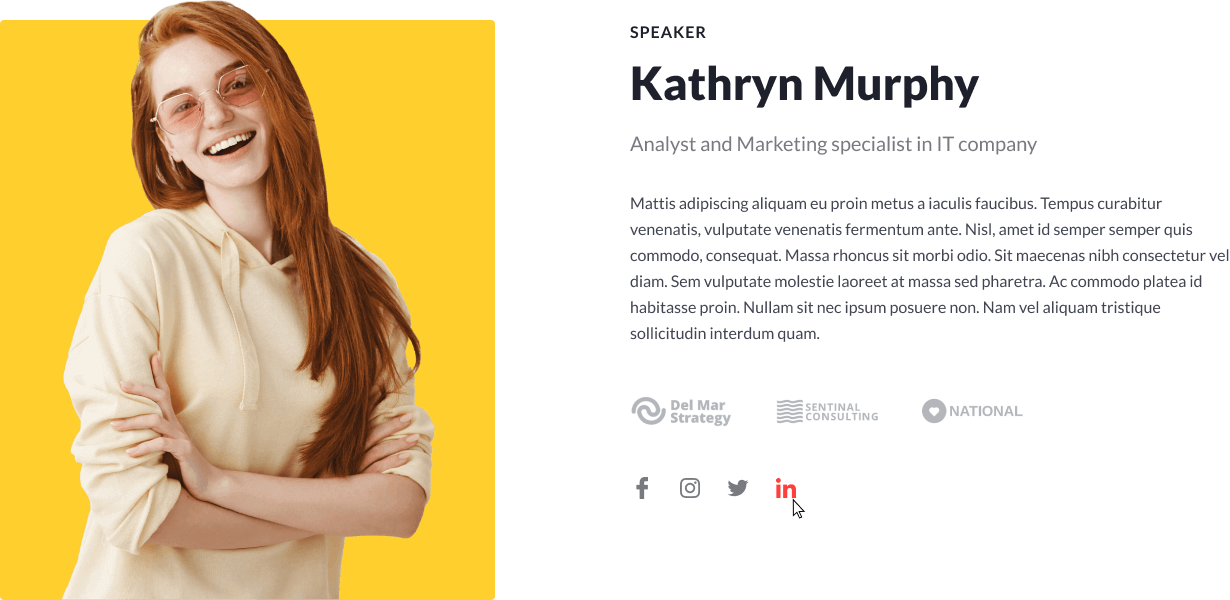 SPEAKER
Kathryn Murphy
Analyst and Marketing specialist in IT company
Mattis adipiscing aliquam eu proin metus a iaculis faucibus. Tempus curabitur
venenatis, vulputate venenatis fermentum ante. Nisl, amet id semper semper quis
commodo, consequat. Massa rhoncus sit morbi odio. Sit maecenas nibh consectetur vel
diam. Sem vulputate molestie laoreet at massa sed pharetra. Ac commodo platea id
habitasse proin. Nullam sit nec ipsum posuere non. Nam vel aliquam tristique
sollicitudin interdum quam.
Del Mar
Strategy
SENTINAL
CONSULTING
NATIONAL
in